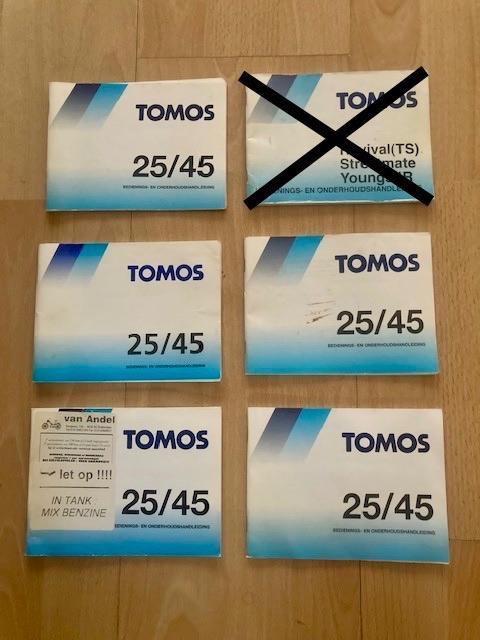 TOMOS
25/45
BEDIENINGS- EN ONDERHOUDSHANDLEIDING
TOMOS
Revival(TS)
Streetmate
Youngst'R
BEDIENINGS- EN ONDERHOUDSHANDLEIDING
TOMOS
25/45
BEDIENINGS- EN ONDERHOUDSHANDLEIDING
TOMOS
25/45
BEDIENINGS- EN ONDERHOUDSHANDLEIDING
van Andel
let op !!!!
IN TANK
MIX BENZINE
TOMOS
25/45
BEDIENINGS- EN ONDERHOUDSHANDLEIDING
TOMOS
25/45
BEDIENINGS- EN ONDERHOUDSHANDLEIDING